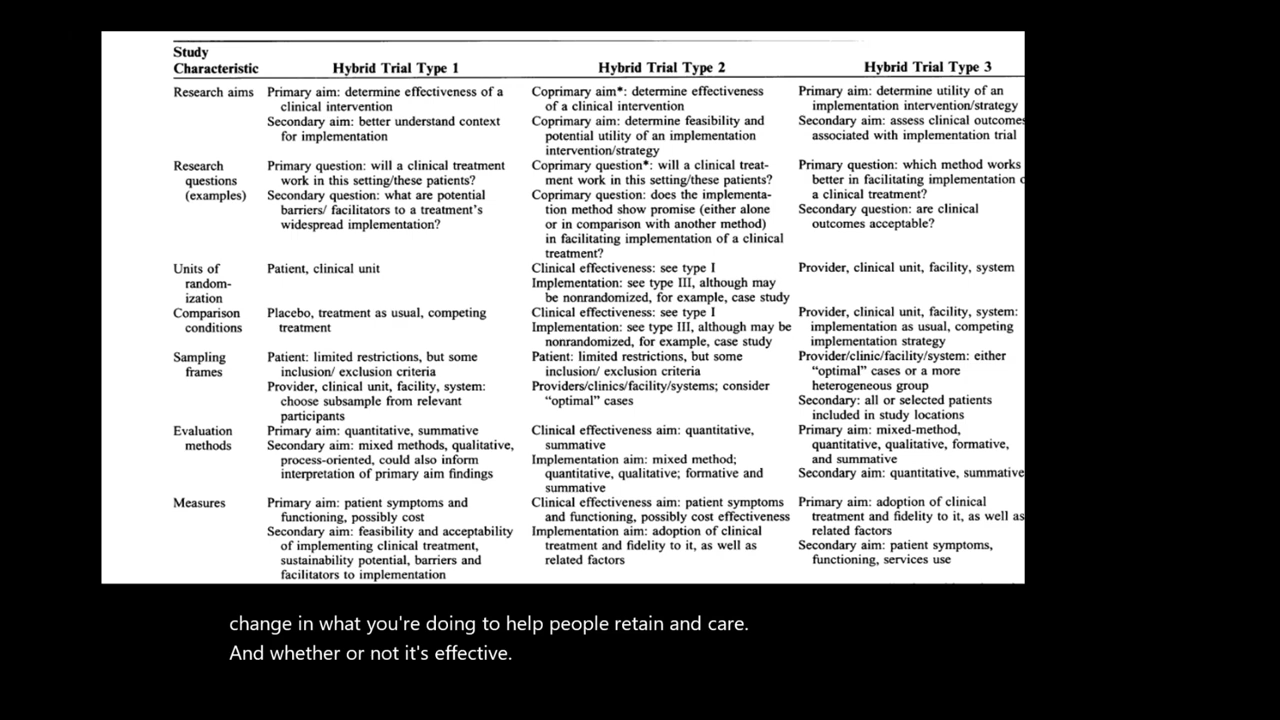 Study
Characteristic Hybrid Trial Type 1 Hybrid Trial Type 2 Hybrid Trial Type 3
Research aims
Primary aim: determine effectiveness of a
clinical intervention
Secondary aim: better understand context
for implementation
Coprimary aim*: determine effectiveness
of a clinical intervention
Coprimary aim: determine feasibility and
potential utility of an implementation
intervention/strategy
Primary aim: determine utility of an
implementation intervention/strategy
Secondary aim: assess clinical outcomes
associated with implementation trial
Research
questions
(examples)
Primary question: will a clinical treatment
work in this setting/these patients?
Secondary question: what are potential
barriers/ facilitators to a treatment's
widespread implementation?
Coprimary question*: will a clinical treat-
ment work in this setting/these patients?
Coprimary question: does the implementa-
tion method show promise (either alone
or in comparison with another method)
in facilitating implementation of a clinical
treatment?
Primary question: which method works
better in facilitating implementation
a clinical treatment?
Secondary question: are clinical
outcomes acceptable?
Units of
random-
ization
Patient, clinical unit
Clinical effectiveness: see type I
Implementation: see type III, although may
be nonrandomized, for example, case study
Provider, clinical unit, facility, system
Comparison
conditions
Placebo, treatment as usual, competing
treatment
Clinical effectiveness: see type I
Implementation: see type III, although may be
nonrandomized, for example, case study
Provider, clinical unit, facility, system:
implementation as usual, competing
implementation strategy
Sampling
frames
Patient: limited restrictions, but some
inclusion/ exclusion criteria
Provider, clinical unit, facility, system:
choose subsample from relevant
participants
Patient: limited restrictions, but some
inclusion/ exclusion criteria
Providers/clinics/facility/systems; consider
"optimal" cases
Provider/clinic/facility/system: either
"optimal" cases or a more
heterogeneous group
Secondary: all or selected patients
included in study locations
Evaluation
methods
Primary aim: quantitative, summative
Secondary aim: mixed methods, qualitative,
process-oriented, could also inform
interpretation of primary aim findings
Clinical effectiveness aim: quantitative,
summative
Implementation aim: mixed method;
quantitative, qualitative; formative and
summative
Primary aim: mixed-method,
quantitative, qualitative, formative,
and summative
Secondary aim: quantitative, summative
Measures
Primary aim: patient symptoms and
functioning, possibly cost
Secondary aim: feasibility and acceptability
of implementing clinical treatment,
sustainability potential, barriers and
facilitators to implementation
Clinical effectiveness aim: patient symptoms
and functioning, possibly cost effectiveness
Implementation aim: adoption of clinical
treatment and fidelity to it, as well as
related factors
Primary aim: adoption of clinical
treatment and fidelity to it, as well as
related factors
Secondary aim: patient symptoms,
functioning, services use
change in what you're doing to help people retain and care.
And whether or not it's effective.